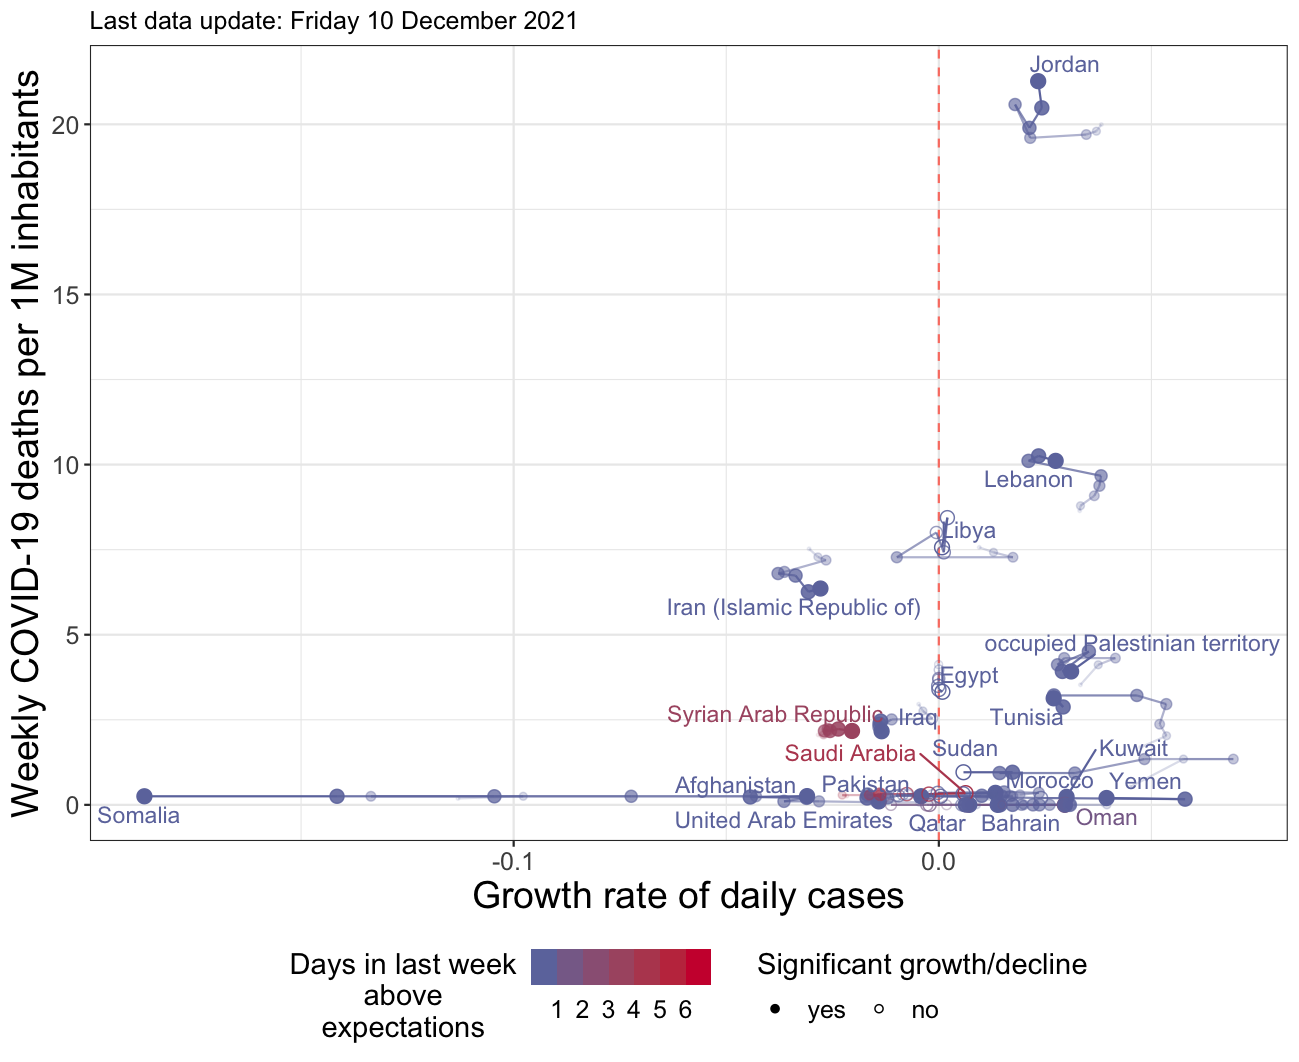 Last data update: Friday 10 December 2021
Weekly COVID-19 deaths per 1M inhabitants
20
15
10
5
0
Jordan
Lebanon
Libya
Iran (Islamic Republic of)
occupied Palestinian territory
Egypt
Syrian Arab Republic
Iraq
Tunisia
Saudi Arabia
Sudan
Kuwait
Afghanistan
Pakistan
Morocco
Yemen
Somalia
United Arab Emirates
Qatar
Bahrain
Oman
-0.1
0.0
Growth rate of daily cases
Days in last week
above
expectations
1 2 3 4 5 6
Significant growth/decline
yes
no